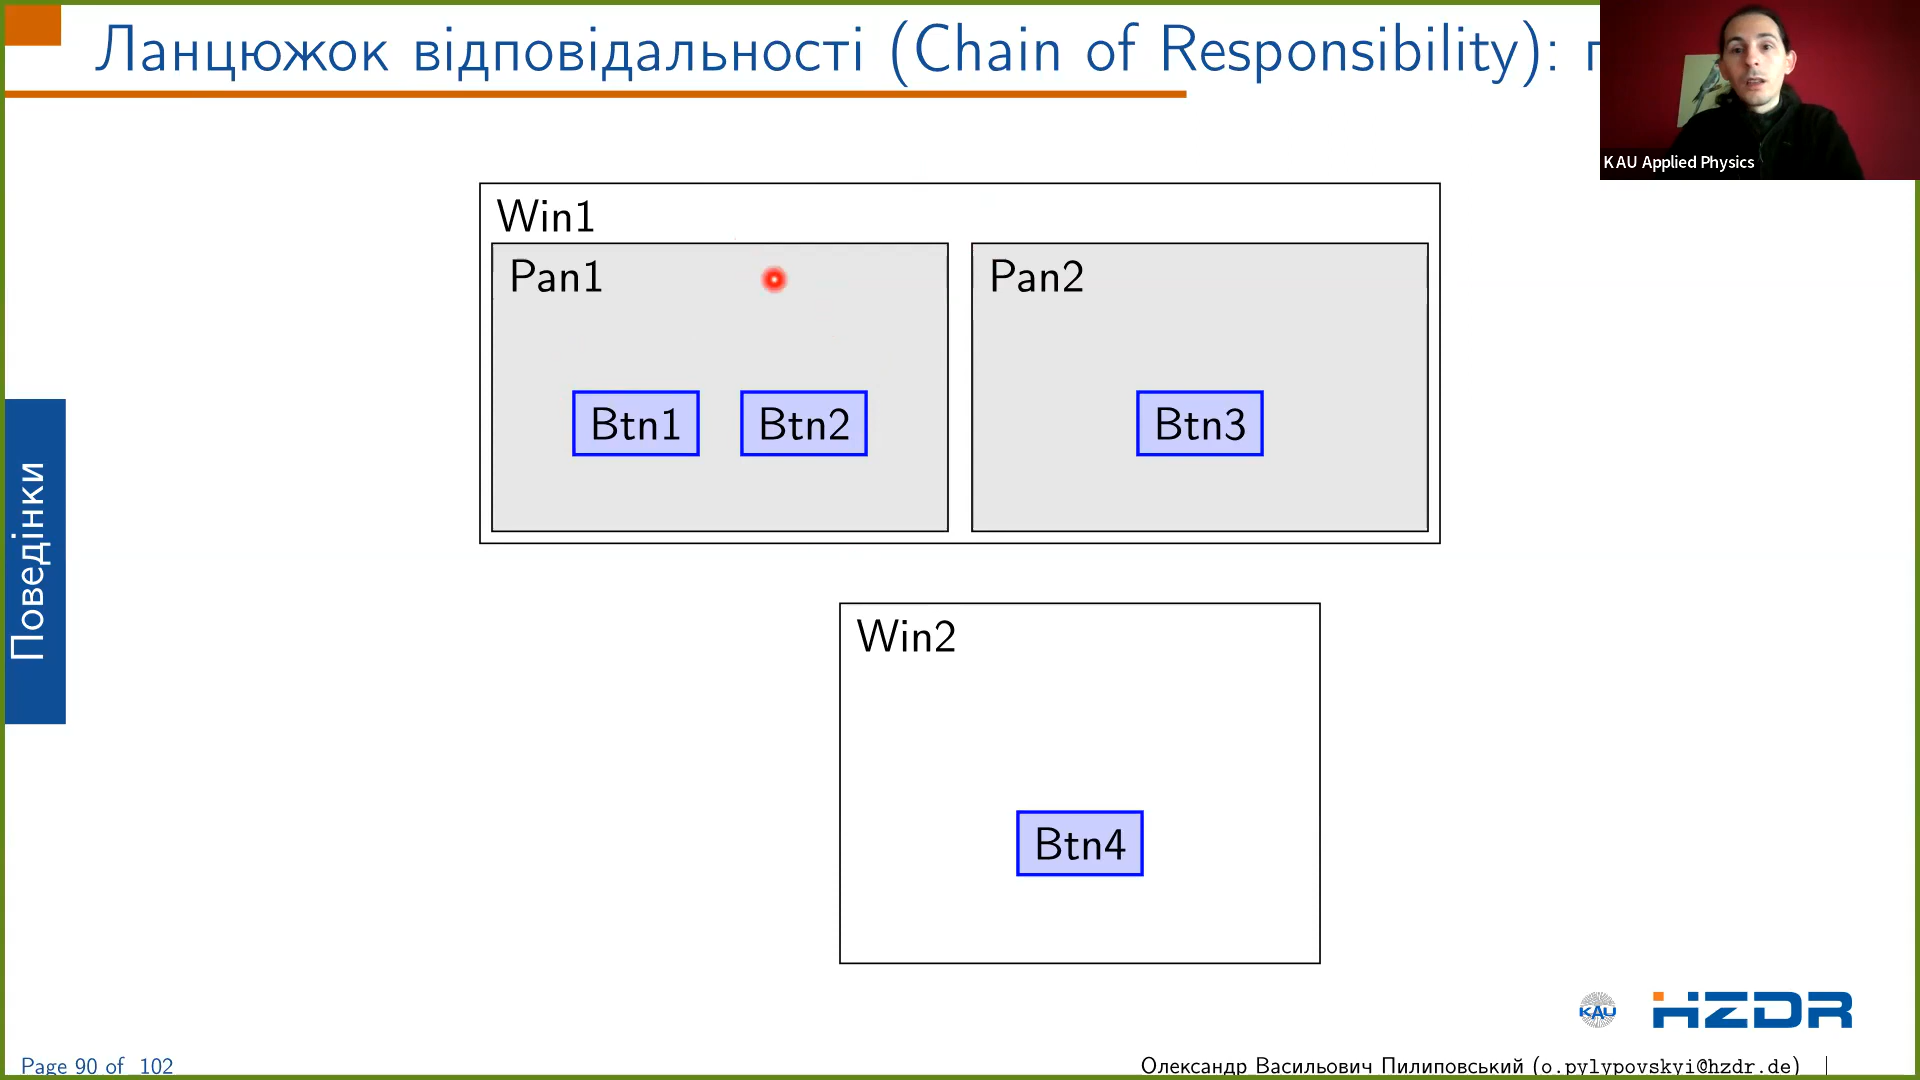 Ланцюжок відповідальності (Chain of Responsibility):
KAU Applied Physics
Win1
Pan1
Pan2
Btn1
Btn2
Btn3
Поведінки
Win2
Btn4
KAU
HZDR
Page 90 of 102
Олександр Васильович Пилиповський (o.pylypovskyi@hzdr.de)